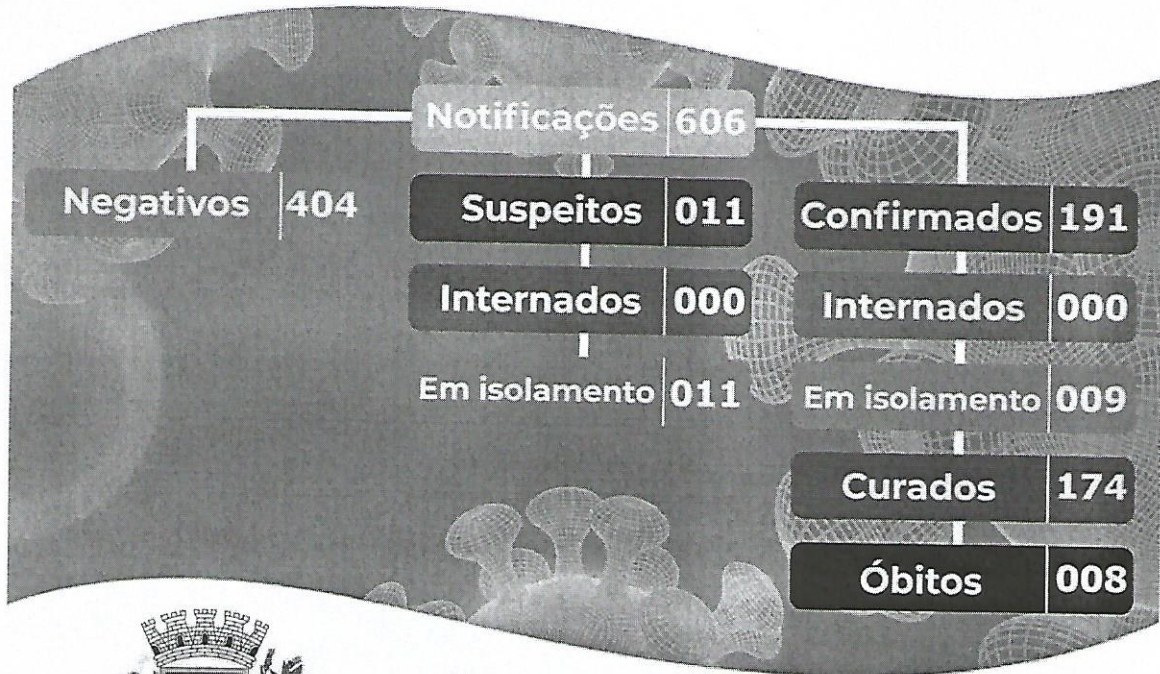 Notificações 606
Negativos 404
Suspeitos 011
Internados 000
Em isolamento 011
Confirmados 191
Internados 000
Em isolamento 009
Curados 174
Óbitos 008